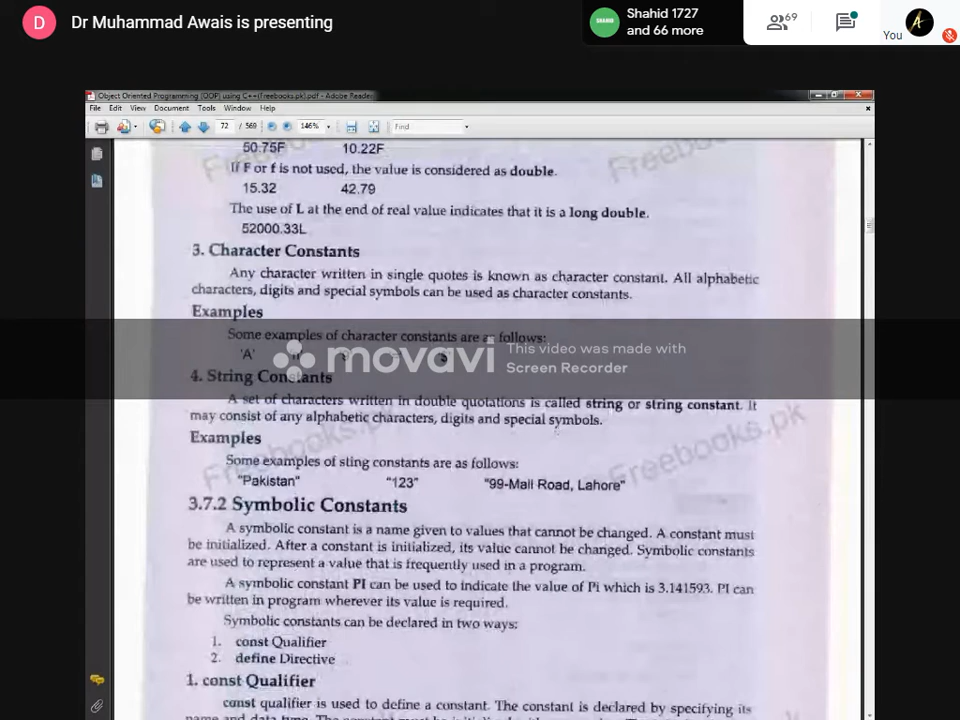 D
Dr Muhammad Awais is presenting
SHAHID
Shahid 1727
and 66 more
69
You
Object Oriented Programming (OOP) using C++(Freebooks.pk).pdf - Adobe Reader
File Edit View Document Tools Window Help
72 / 569 146% Find
50.75F 10.22F
If F or f is not used, the value is considered as double.
15.32 42.79
The use of L at the end of real value indicates that it is a long double.
52000.33L
3. Character Constants
Any character written in single quotes is known as character constant. All alphabetic
characters, digits and special symbols can be used as character constants.
Examples
Some examples of character constants are as follows:
'A'
movavi
This video was made with
Screen Recorder
4. String Constants
A set of characters written in double quotations is called string or string constant. It
may consist of any alphabetic characters, digits and special symbols.
Examples
Some examples of sting constants are as follows:
"Pakistan" "123" "99-Mall Road, Lahore"
3.7.2 Symbolic Constants
A symbolic constant is a name given to values that cannot be changed. A constant must
be initialized. After a constant is initialized, its value cannot be changed. Symbolic constants
are used to represent a value that is frequently used in a program.
A symbolic constant PI can be used to indicate the value of Pi which is 3.141593. PI can
be written in program wherever its value is required.
Symbolic constants can be declared in two ways:
1. const Qualifier
2. define Directive
1. const Qualifier
const qualifier is used to define a constant. The constant is declared by specifying its
Freebooks.pk
Freebooks.pk